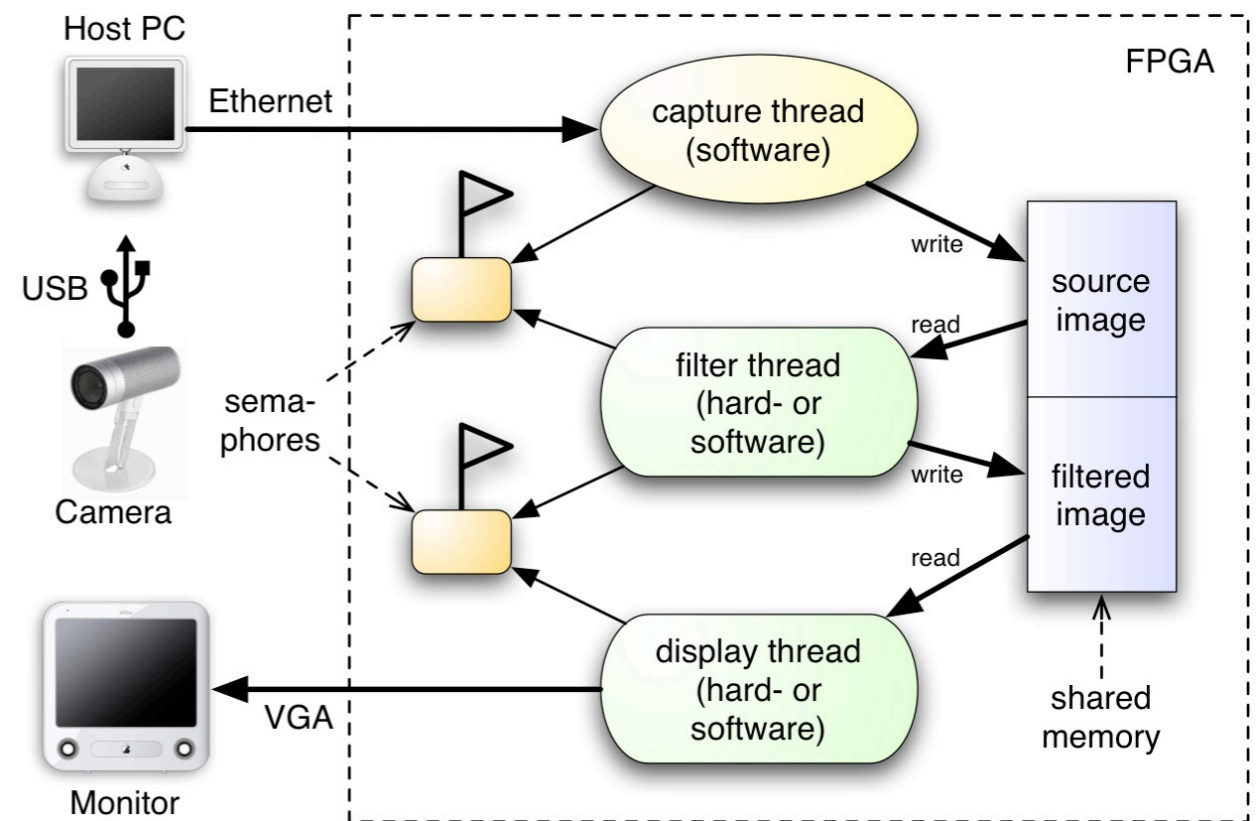 Host PC
FPGA
Ethernet
capture thread
(software)
write
USB
source
image
read
filter thread
(hard- or
software)
sema-
phores
write
filtered
image
Camera
read
display thread
(hard- or
software)
VGA
shared
memory
Monitor